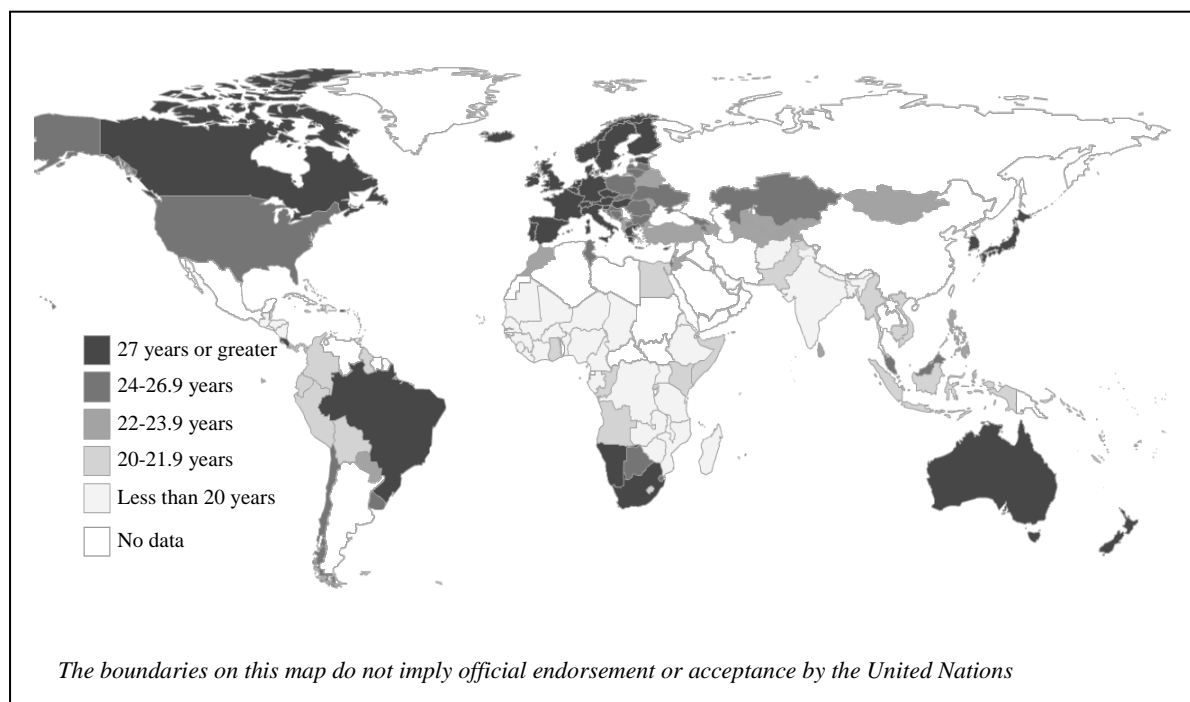 27 years or greater
24-26.9 years
22-23.9 years
20-21.9 years
Less than 20 years
No data
The boundaries on this map do not imply official endorsement or acceptance by the United Nations